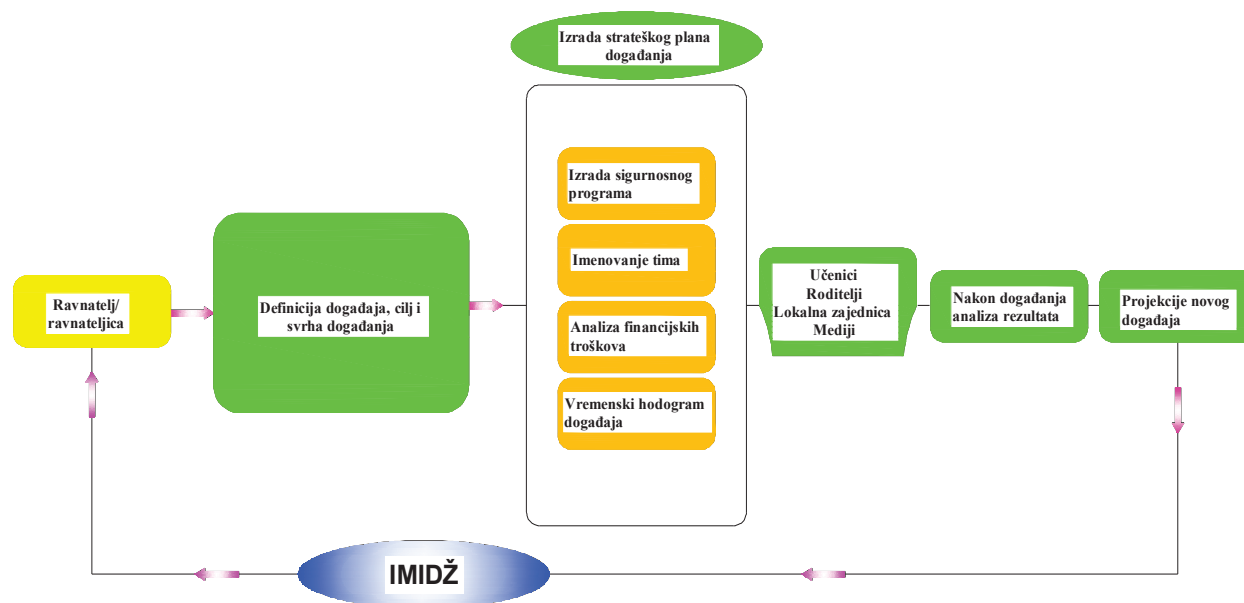 Izrada strateškog plana
događanja
Ravnatelj/
ravnateljica
Definicija događaja, cilj i
svrha događanja
Izrada sigurnosnog
programa
Imenovanje tima
Analiza financijskih
troškova
Vremenski hodogram
događaja
Učenici
Roditelji
Lokalna zajednica
Mediji
Nakon događanja
analiza rezultata
Projekcije novog
događaja
IMIDŽ